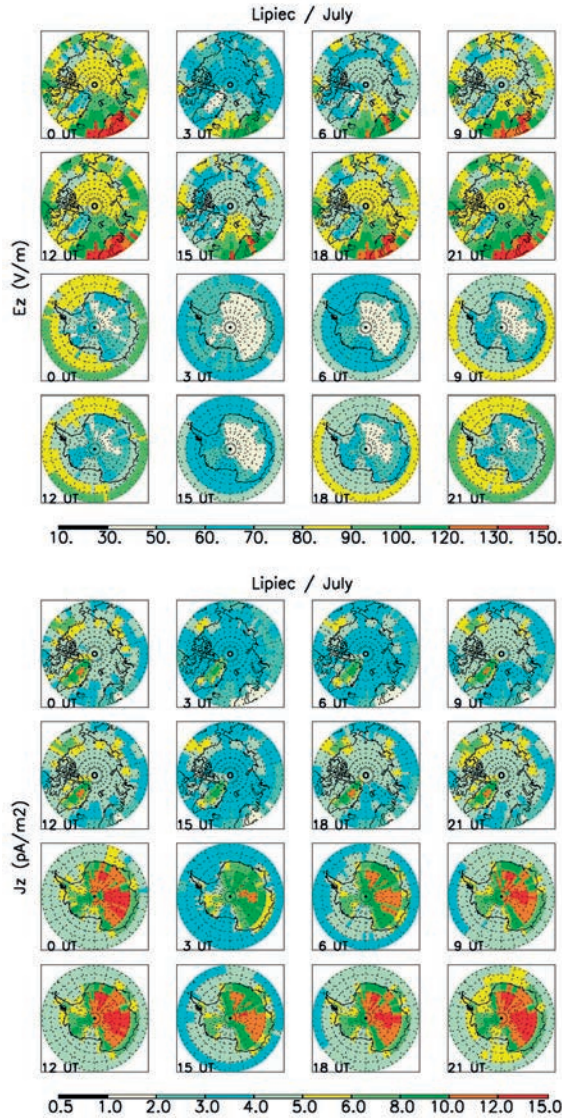 Lipiec / July
0 UT 3 UT 6 UT 9 UT
12 UT 15 UT 18 UT 21 UT
Ez (V/m)
0 UT 3 UT 6 UT 9 UT
12 UT 15 UT 18 UT 21 UT
10. 30. 50. 60. 70. 80. 90. 100. 120. 130. 150.
Lipiec / July
0 UT 3 UT 6 UT 9 UT
12 UT 15 UT 18 UT 21 UT
Jz (pA/m2)
0 UT 3 UT 6 UT 9 UT
12 UT 15 UT 18 UT 21 UT
0.5 1.0 2.0 3.0 4.0 5.0 6.0 8.0 10.0 12.0 15.0